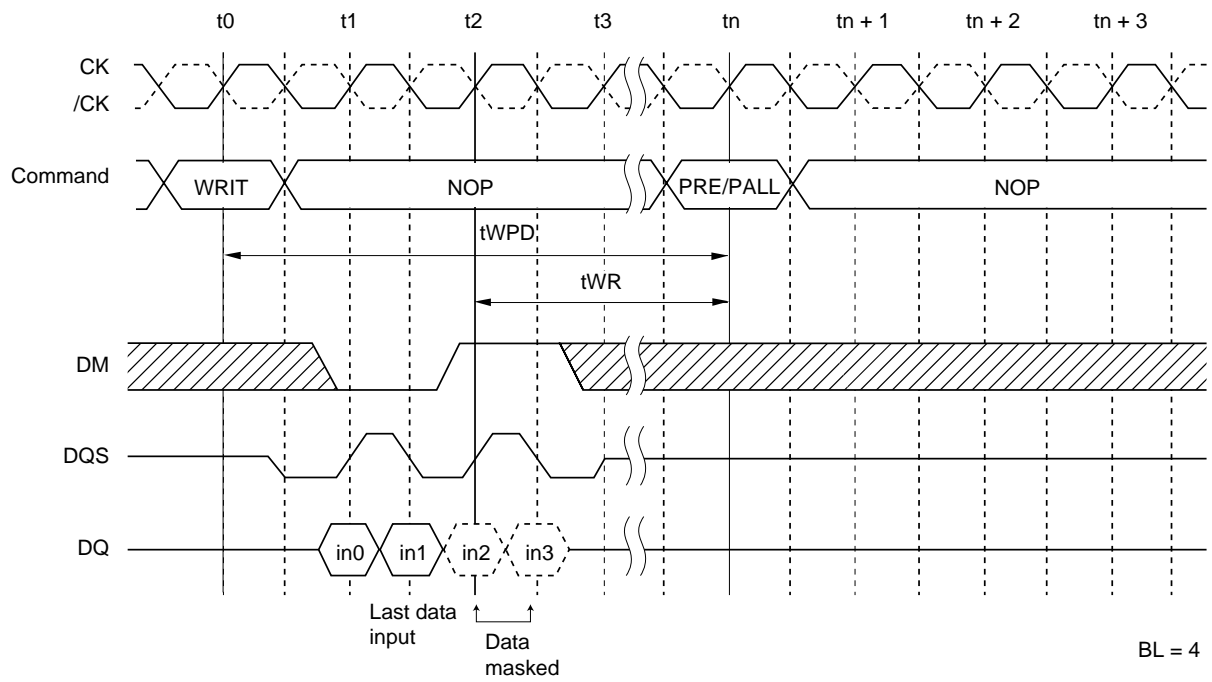 t0 t1 t2 t3 tn tn + 1 tn + 2 tn + 3
CK
/CK
Command WRIT NOP PRE/PALL NOP
tWPD
tWR
DM
DQS
DQ in0 in1 in2 in3
Last data
input
Data
masked
BL = 4